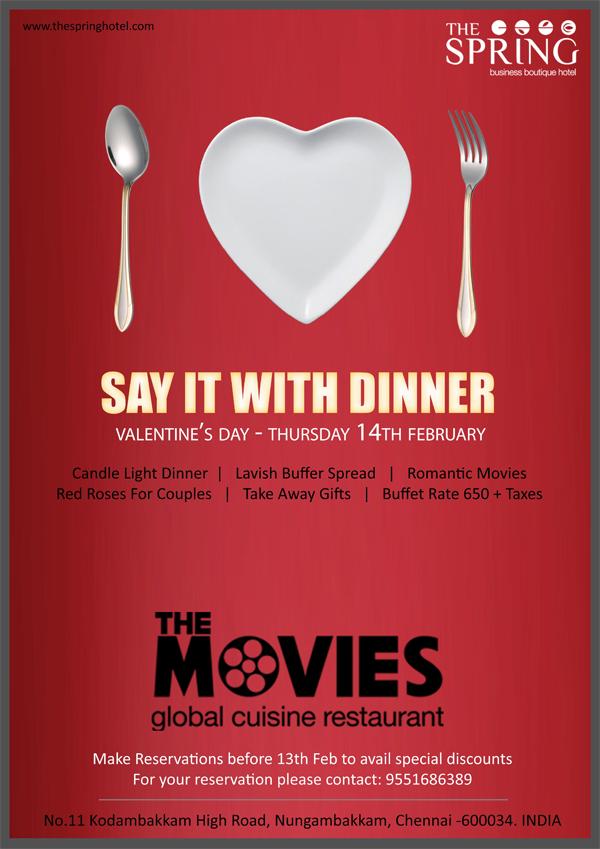 www.thespringhotel.com
THE
SPRING
business boutique hotel
SAY IT WITH DINNER
VALENTINE'S DAY - THURSDAY 14TH FEBRUARY
Candle Light Dinner | Lavish Buffer Spread | Romantic Movies
Red Roses For Couples | Take Away Gifts | Buffet Rate 650 + Taxes
THE
MOVIES
global cuisine restaurant
Make Reservations before 13th Feb to avail special discounts
For your reservation please contact: 9551686389
No.11 Kodambakkam High Road, Nungambakkam, Chennai -600034. INDIA